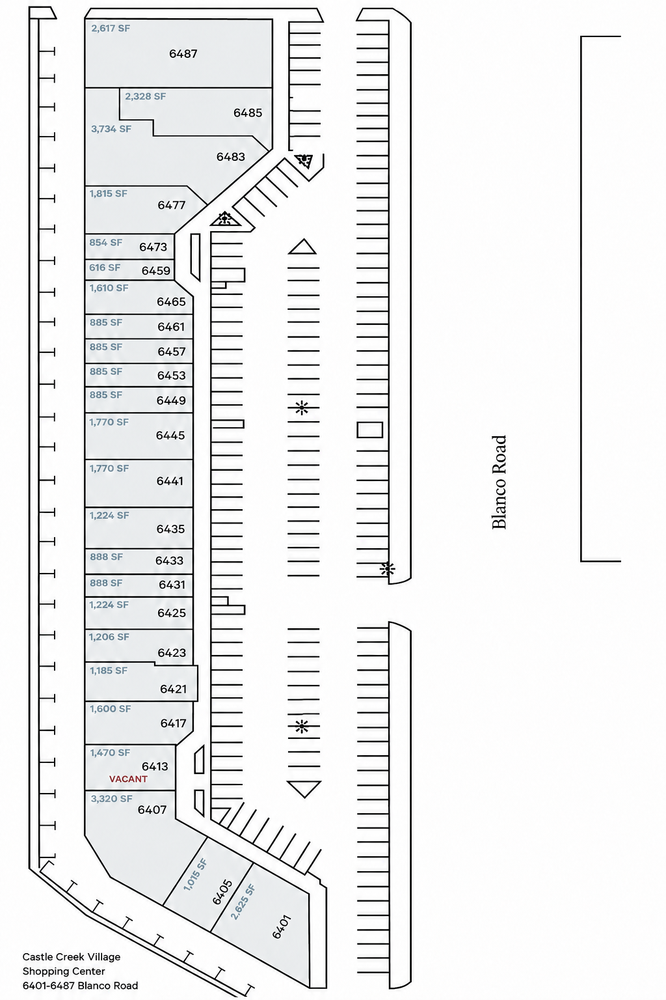 2,617 SF
6487
2,328 SF
6485
3,734 SF
6483
1,815 SF
6477
854 SF
6473
616 SF
6459
1,610 SF
6465
885 SF
6461
885 SF
6457
885 SF
6453
885 SF
6449
1,770 SF
6445
1,770 SF
6441
1,224 SF
6435
888 SF
6433
888 SF
6431
1,224 SF
6425
1,206 SF
6423
1,185 SF
6421
1,600 SF
6417
1,470 SF
6413
VACANT
3,320 SF
6407
1,015 SF
6405
2,625 SF
6401
Blanco Road
Castle Creek Village
Shopping Center
6401-6487 Blanco Road